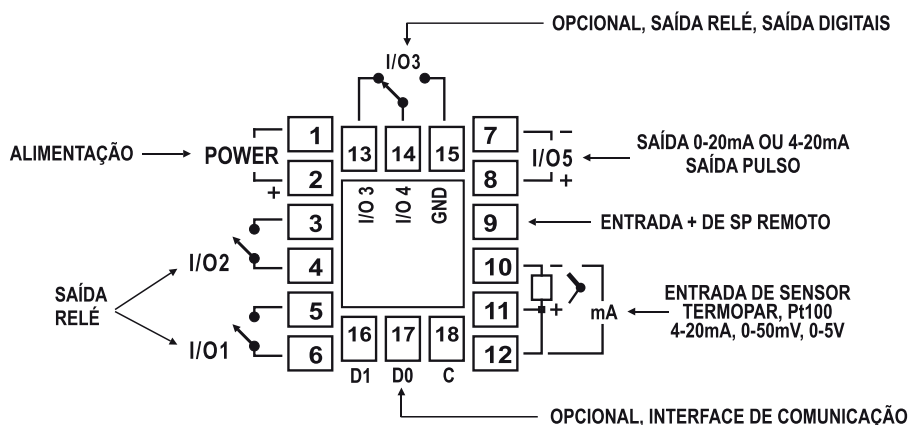 OPCIONAL, SAÍDA RELÉ, SAÍDA DIGITAIS
I/O3
1
13
14
15
7
−
ALIMENTAÇÃO
POWER
I/O5
SAÍDA 0-20mA OU 4-20mA
SAÍDA PULSO
2
+
8
+
I/O 3
I/O 4
GND
3
9
ENTRADA + DE SP REMOTO
I/O2
4
10
−
SAÍDA
RELÉ
5
11
+
mA
ENTRADA DE SENSOR
TERMOPAR, Pt100
4-20mA, 0-50mV, 0-5V
I/O1
6
16
17
18
12
D1
D0
C
OPCIONAL, INTERFACE DE COMUNICAÇÃO